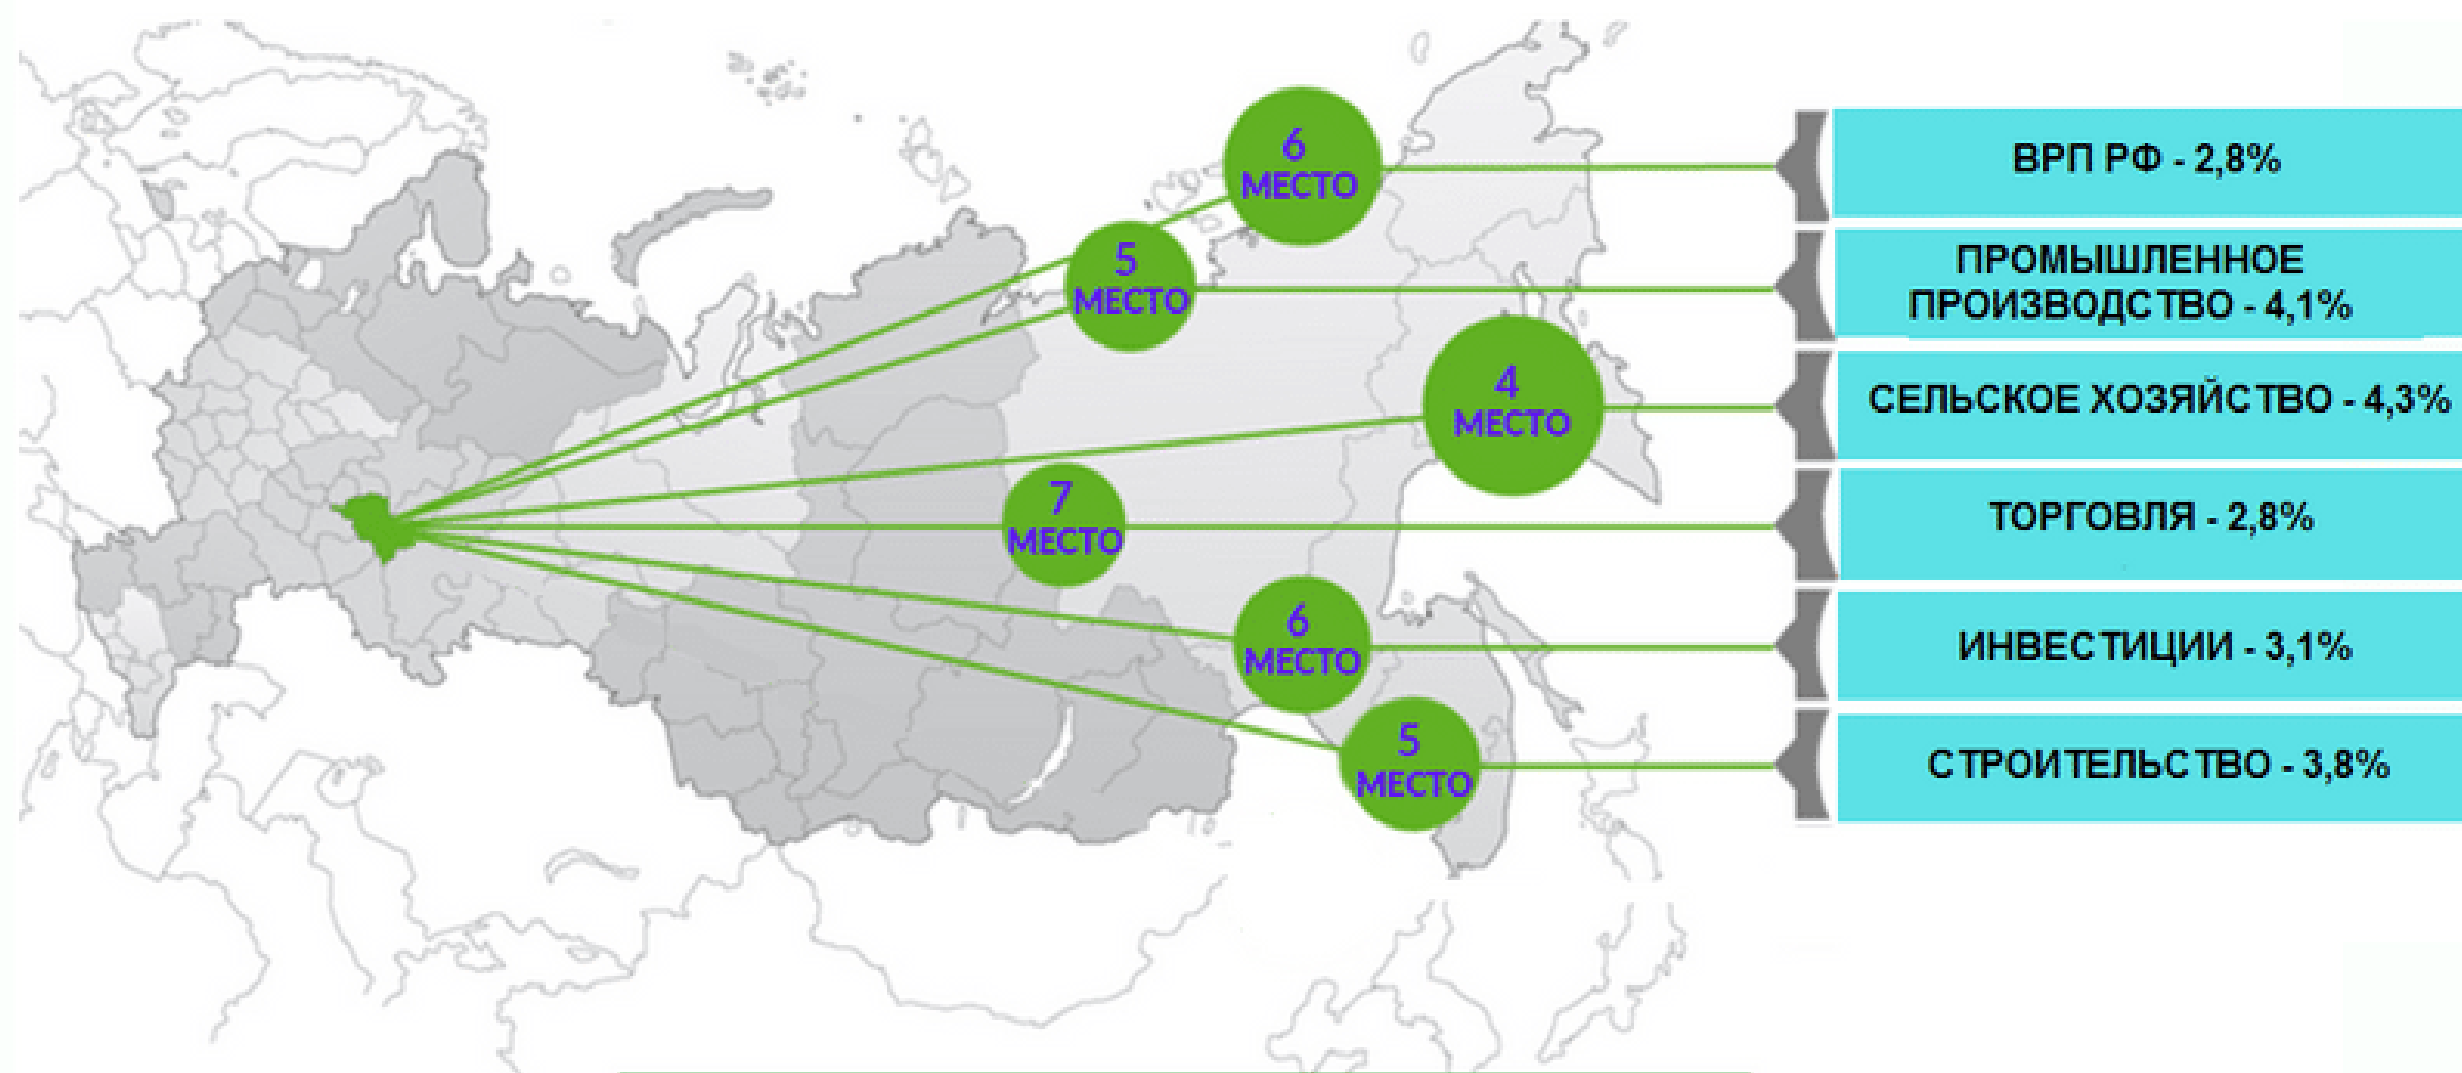 6
МЕСТО
ВРП РФ - 2,8%
5
МЕСТО
ПРОМЫШЛЕННОЕ
ПРОИЗВОДСТВО - 4,1%
4
МЕСТО
СЕЛЬСКОЕ ХОЗЯЙСТВО - 4,3%
7
МЕСТО
ТОРГОВЛЯ - 2,8%
6
МЕСТО
ИНВЕСТИЦИИ - 3,1%
5
МЕСТО
СТРОИТЕЛЬСТВО - 3,8%